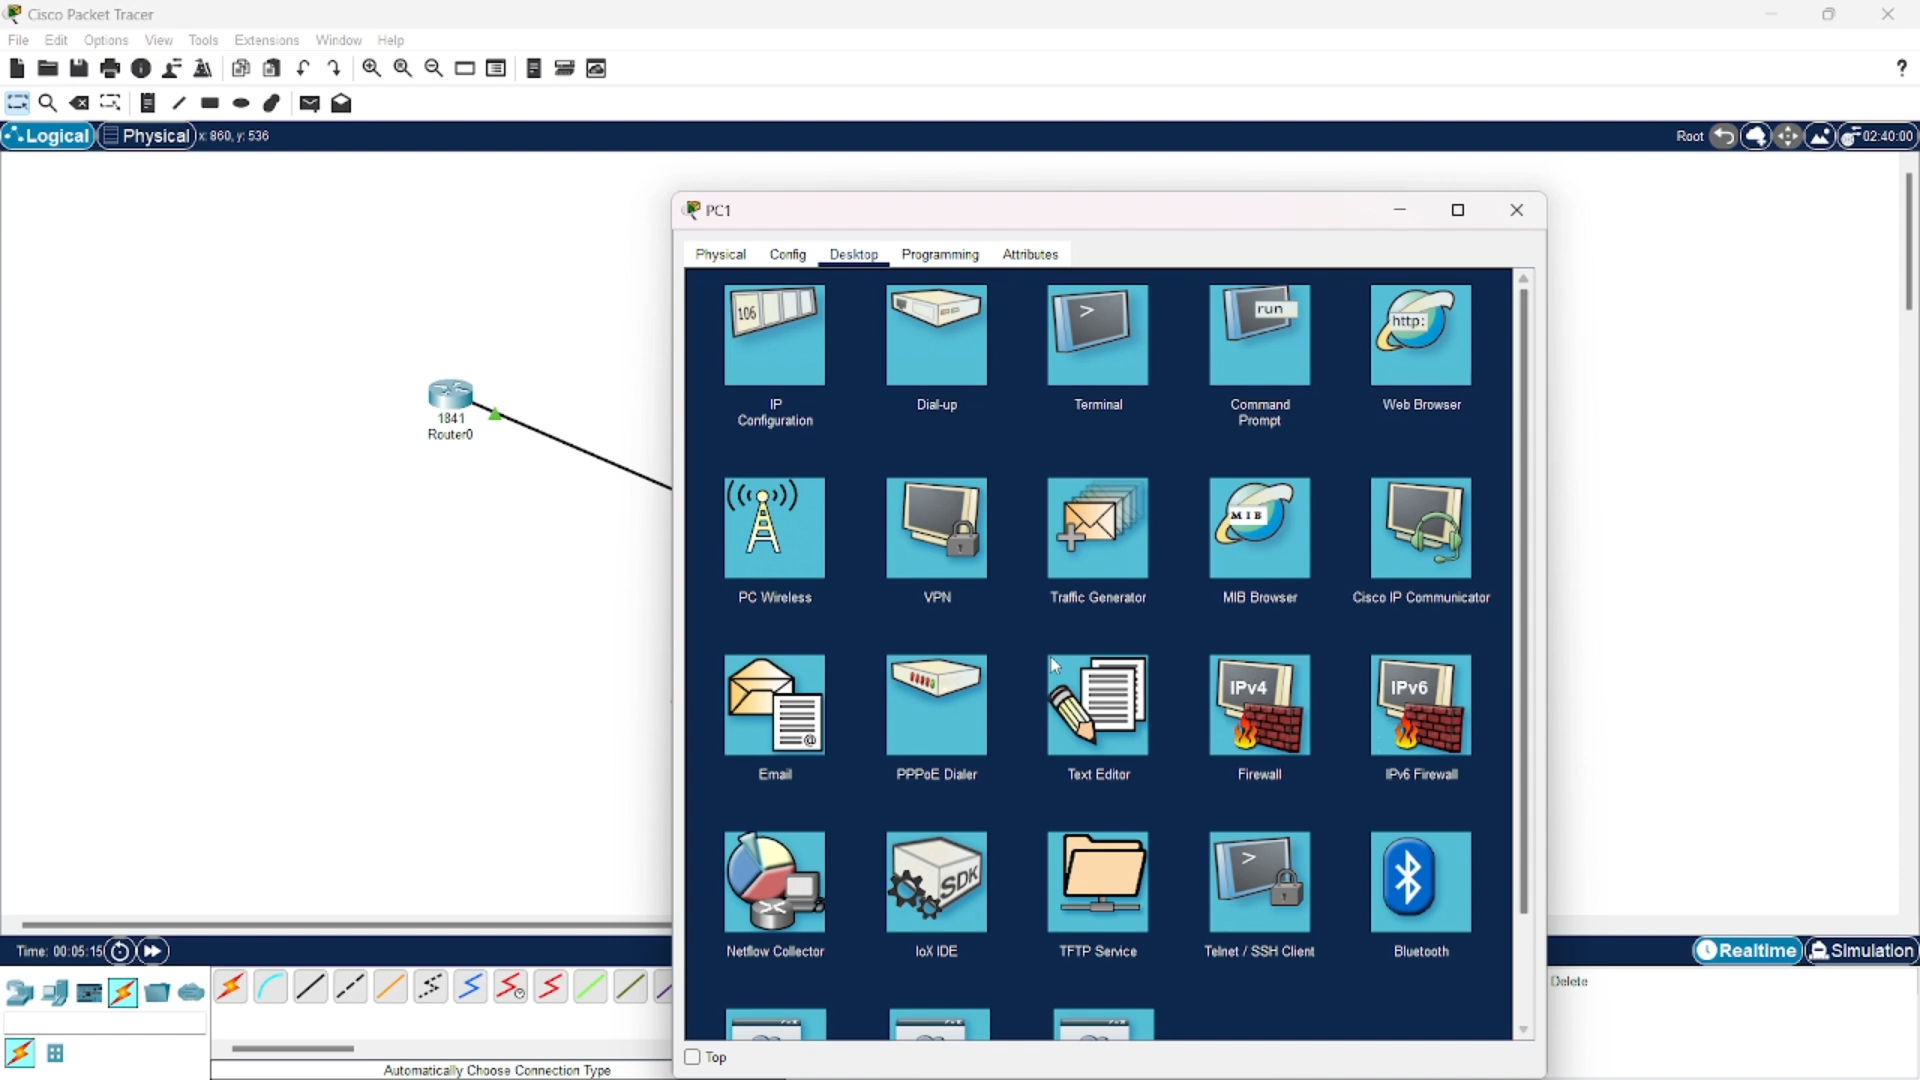 Cisco Packet Tracer
File Edit Options View Tools Extensions Window Help
?
Logical Physical x: 860, y: 536 Root 02:40:00
PC1
Physical Config Desktop Programming Attributes
106
>
run
http:
IP
Configuration
Dial-up
Terminal
Command
Prompt
Web Browser
1841
Router0
MIB
PC Wireless
VPN
Traffic Generator
MIB Browser
Cisco IP Communicator
@
IPv4
IPv6
Email
PPPoE Dialer
Text Editor
Firewall
IPv6 Firewall
SDK
>
Netflow Collector
IoX IDE
TFTP Service
Telnet / SSH Client
Bluetooth
Time: 00:05:15
Realtime Simulation
Delete
Top
Automatically Choose Connection Type